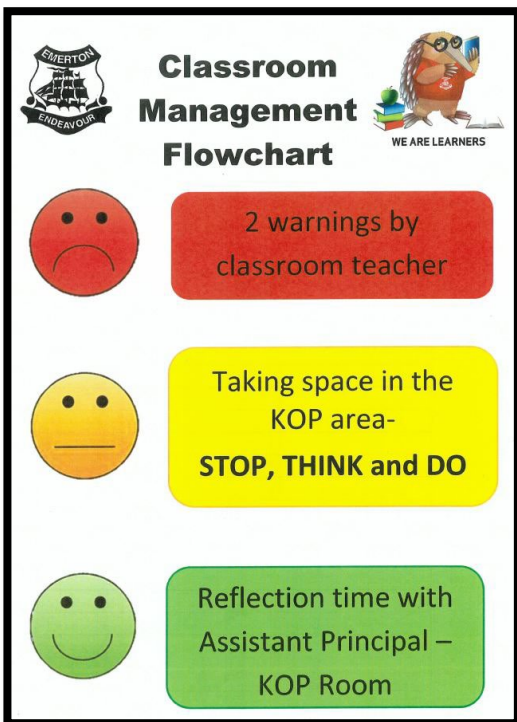 EMERTON
ENDEAVOUR
Classroom
Management
Flowchart
WE ARE LEARNERS
2 warnings by
classroom teacher
Taking space in the
KOP area-
STOP, THINK and DO
Reflection time with
Assistant Principal –
KOP Room